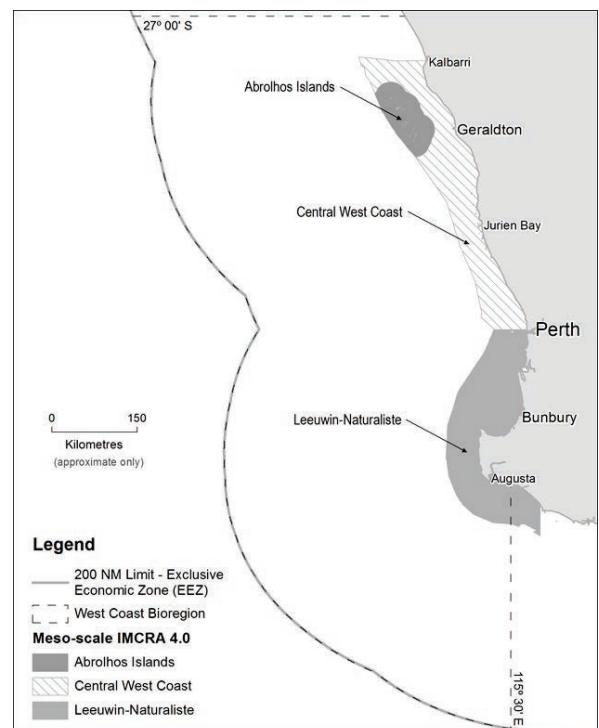 27º 00' S
Kalbarri
Abrolhos Islands
Geraldton
Central West Coast
Jurien Bay
Perth
0 150
Kilometres
(approximate only)
Leeuwin-Naturaliste
Bunbury
Augusta
Legend
200 NM Limit - Exclusive
Economic Zone (EEZ)
West Coast Bioregion
Meso-scale IMCRA 4.0
Abrolhos Islands
Central West Coast
Leeuwin-Naturaliste
115º 30' E